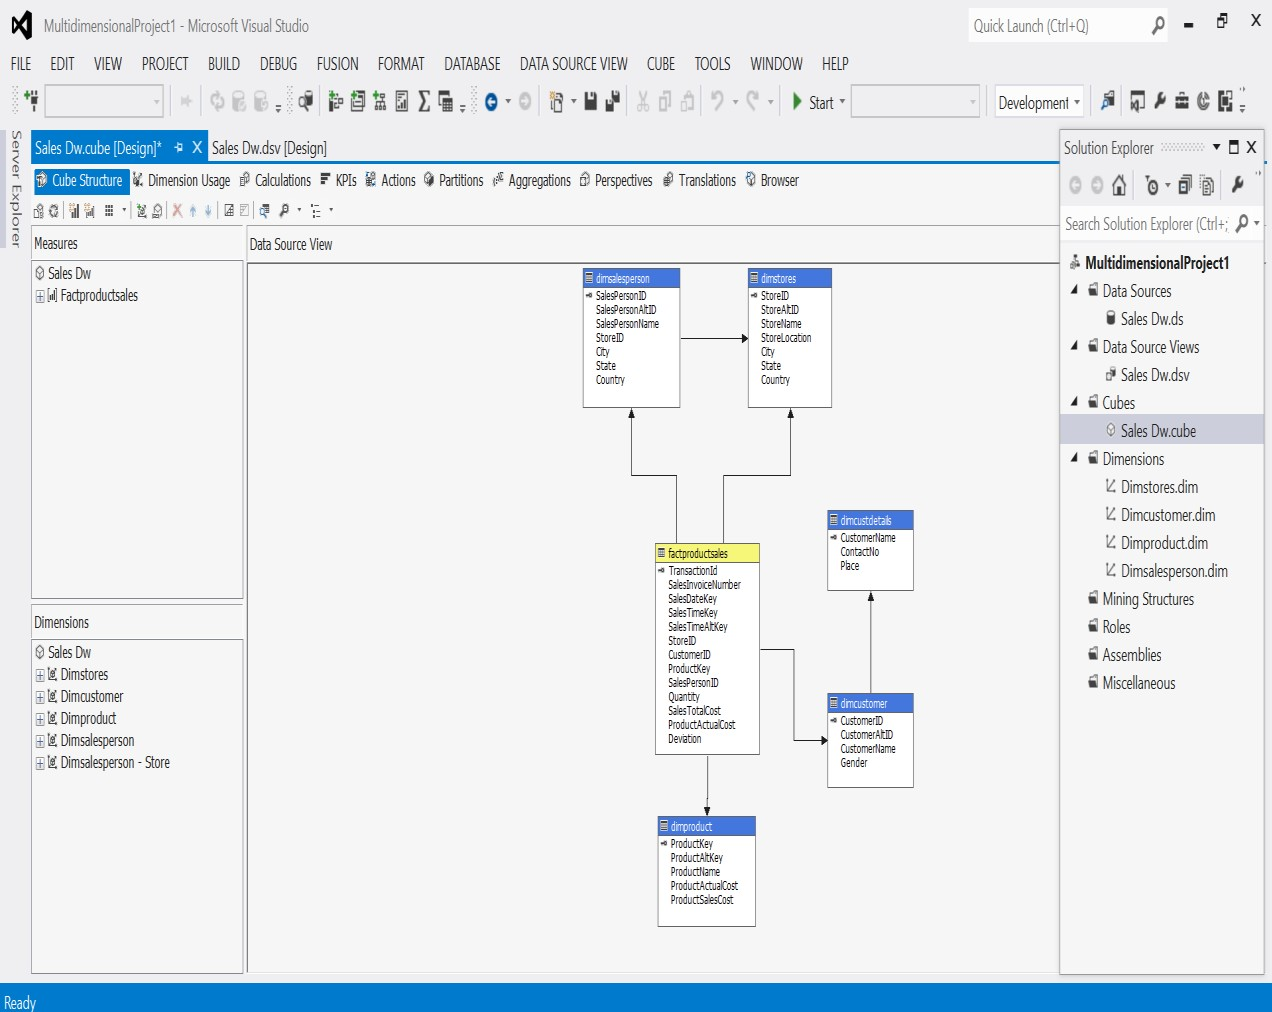 MultidimensionalProject1 - Microsoft Visual Studio
Quick Launch (Ctrl+Q)
X
FILE EDIT VIEW PROJECT BUILD DEBUG FUSION FORMAT DATABASE DATA SOURCE VIEW CUBE TOOLS WINDOW HELP
Start Development
Server Explorer
Sales Dw.cube [Design]* X Sales Dw.dsv [Design]
Cube Structure Dimension Usage Calculations KPIs Actions Partitions Aggregations Perspectives Translations Browser
Measures
Sales Dw
Factproductsales
Dimensions
Sales Dw
Dimstores
Dimcustomer
Dimproduct
Dimsalesperson
Dimsalesperson - Store
Data Source View
dimsalesperson
SalesPersonID
SalesPersonAltID
SalesPersonName
StoreID
City
State
Country
dimstores
StoreID
StoreAltID
StoreName
StoreLocation
City
State
Country
factproductsales
TransactionId
SalesInvoiceNumber
SalesDateKey
SalesTimeKey
SalesTimeAltKey
StoreID
CustomerID
ProductKey
SalesPersonID
Quantity
SalesTotalCost
ProductActualCost
Deviation
dimcustdetails
CustomerName
ContactNo
Place
dimcustomer
CustomerID
CustomerAltID
CustomerName
Gender
dimproduct
ProductKey
ProductAltKey
ProductName
ProductActualCost
ProductSalesCost
Solution Explorer X
Search Solution Explorer (Ctrl+;
MultidimensionalProject1
Data Sources
Sales Dw.ds
Data Source Views
Sales Dw.dsv
Cubes
Sales Dw.cube
Dimensions
Dimstores.dim
Dimcustomer.dim
Dimproduct.dim
Dimsalesperson.dim
Mining Structures
Roles
Assemblies
Miscellaneous
Ready